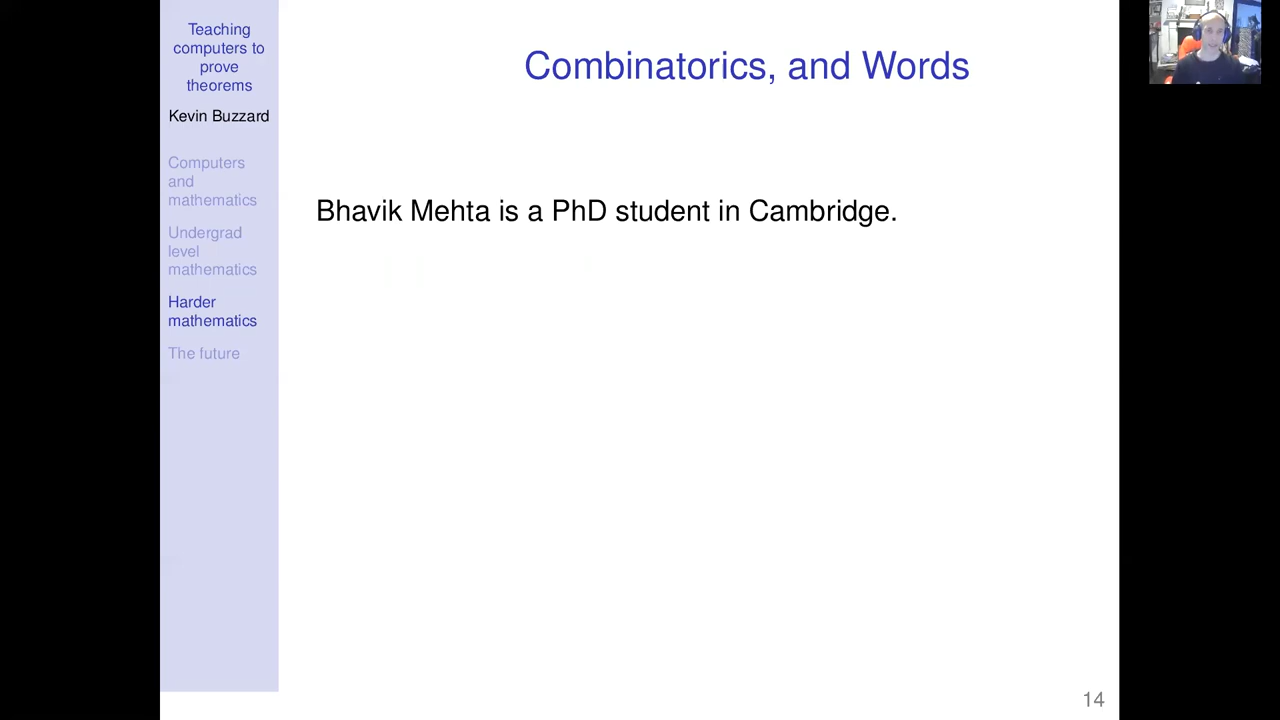 Teaching
computers to
prove
theorems
Kevin Buzzard
Computers
and
mathematics
Undergrad
level
mathematics
Harder
mathematics
The future
Combinatorics, and Words
Bhavik Mehta is a PhD student in Cambridge.
14